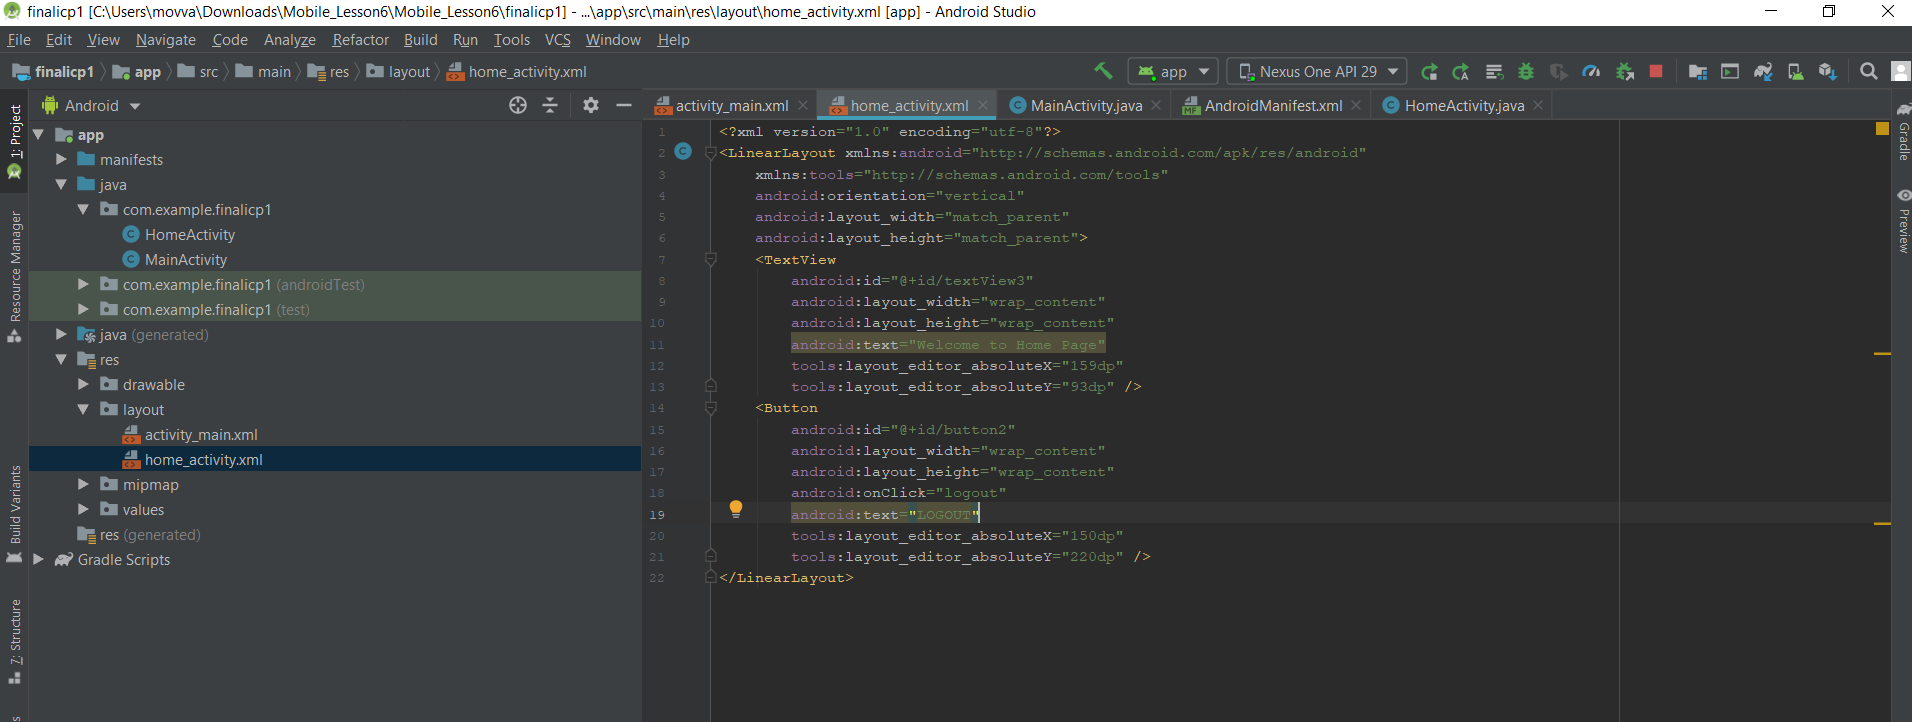 finalicp1 [C:\Users\movva\Downloads\Mobile_Lesson6\Mobile_Lesson6\finalicp1] - ...\app\src\main\res\layout\home_activity.xml [app] - Android Studio
File Edit View Navigate Code Analyze Refactor Build Run Tools VCS Window Help
finalicp1 app src main res layout home_activity.xml app Nexus One API 29
Android
activity_main.xml home_activity.xml MainActivity.java AndroidManifest.xml HomeActivity.java
1: Project
Resource Manager
Build Variants
7: Structure
app
manifests
java
com.example.finalicp1
HomeActivity
MainActivity
com.example.finalicp1 (androidTest)
com.example.finalicp1 (test)
java (generated)
res
drawable
layout
activity_main.xml
home_activity.xml
mipmap
values
res (generated)
Gradle Scripts
1 <?xml version="1.0" encoding="utf-8"?>
2 <LinearLayout xmlns:android="http://schemas.android.com/apk/res/android"
3 xmlns:tools="http://schemas.android.com/tools"
4 android:orientation="vertical"
5 android:layout_width="match_parent"
6 android:layout_height="match_parent">
7 <TextView
8 android:id="@+id/textView3"
9 android:layout_width="wrap_content"
10 android:layout_height="wrap_content"
11 android:text="Welcome to Home Page"
12 tools:layout_editor_absoluteX="159dp"
13 tools:layout_editor_absoluteY="93dp" />
14 <Button
15 android:id="@+id/button2"
16 android:layout_width="wrap_content"
17 android:layout_height="wrap_content"
18 android:onClick="logout"
19 android:text="LOGOUT"
20 tools:layout_editor_absoluteX="150dp"
21 tools:layout_editor_absoluteY="220dp" />
22 </LinearLayout>
Gradle
Preview